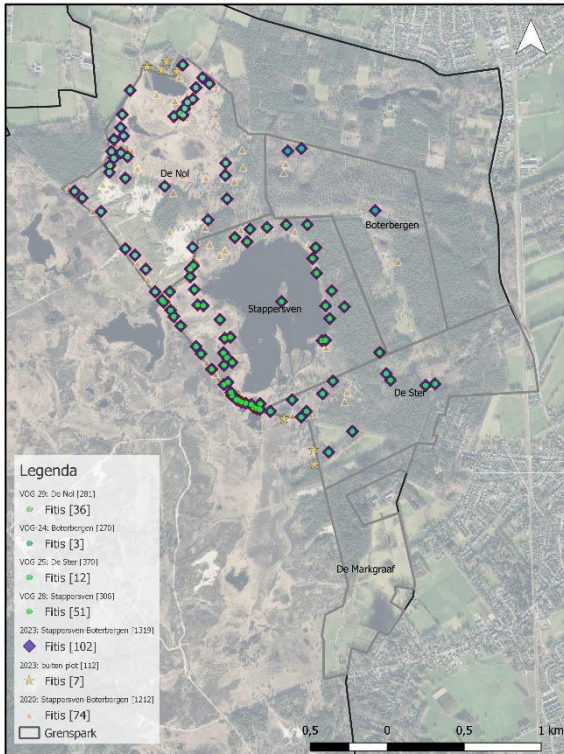 De Nol
Boterbergen
Stappersven
De Ster
De Markgraaf
Legenda
VOG 29: De Nol [281]
Fitis [36]
VOG-24: Boterbergen [270]
Fitis [3]
VOG 25: De Ster [370]
Fitis [12]
VOG 28: Stappersven [306]
Fitis [51]
2023: Stappersven-Boterbergen [1319]
Fitis [102]
2023: buiten plot [112]
Fitis [7]
2020: Stappersven-Boterbergen [1212]
Fitis [74]
Grenspark
0,5 0 0,5 1 km